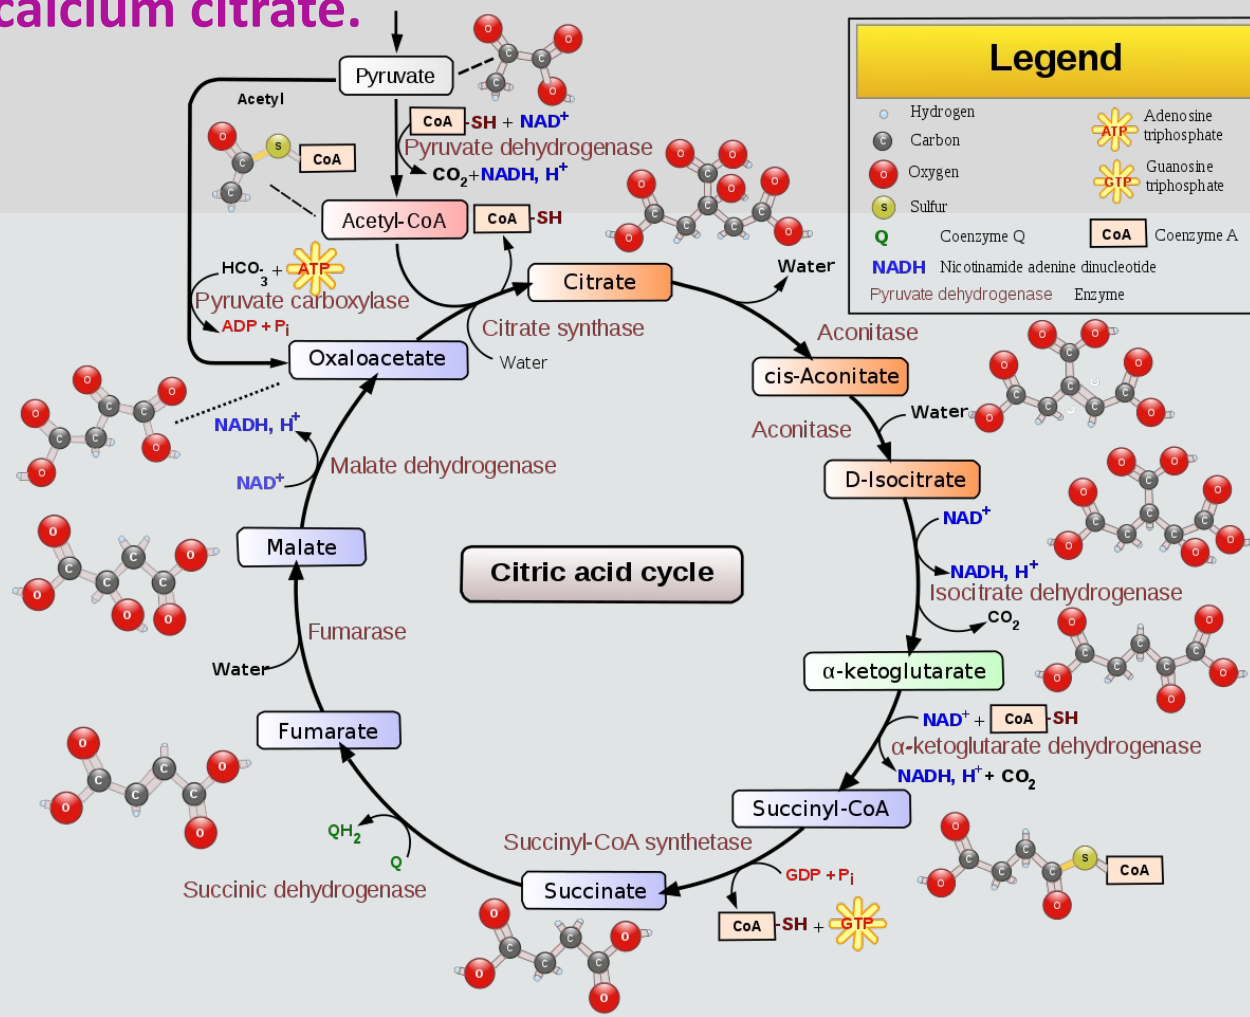 calcium citrate.
Pyruvate
Acetyl
CoA-SH + NAD+
Pyruvate dehydrogenase
CO2+NADH, H+
S
CoA
Acetyl-CoA
CoA-SH
HCO3- + ATP
Pyruvate carboxylase
ADP + Pi
Citrate
Water
Citrate synthase
Water
Oxaloacetate
Aconitase
cis-Aconitate
Water
Aconitase
D-Isocitrate
NAD+
NADH, H+
Isocitrate dehydrogenase
CO2
α-ketoglutarate
NAD+ + CoA-SH
α-ketoglutarate dehydrogenase
NADH, H+ + CO2
Succinyl-CoA
S
CoA
Succinyl-CoA synthetase
GDP + Pi
CoA-SH + GTP
Succinate
QH2
Q
Succinic dehydrogenase
Fumarate
Water
Fumarase
Malate
NADH, H+
NAD+
Malate dehydrogenase
Citric acid cycle
Legend
Hydrogen
C Carbon
O Oxygen
S Sulfur
Q Coenzyme Q
NADH Nicotinamide adenine dinucleotide
Pyruvate dehydrogenase Enzyme
ATP Adenosine
triphosphate
GTP Guanosine
triphosphate
CoA Coenzyme A